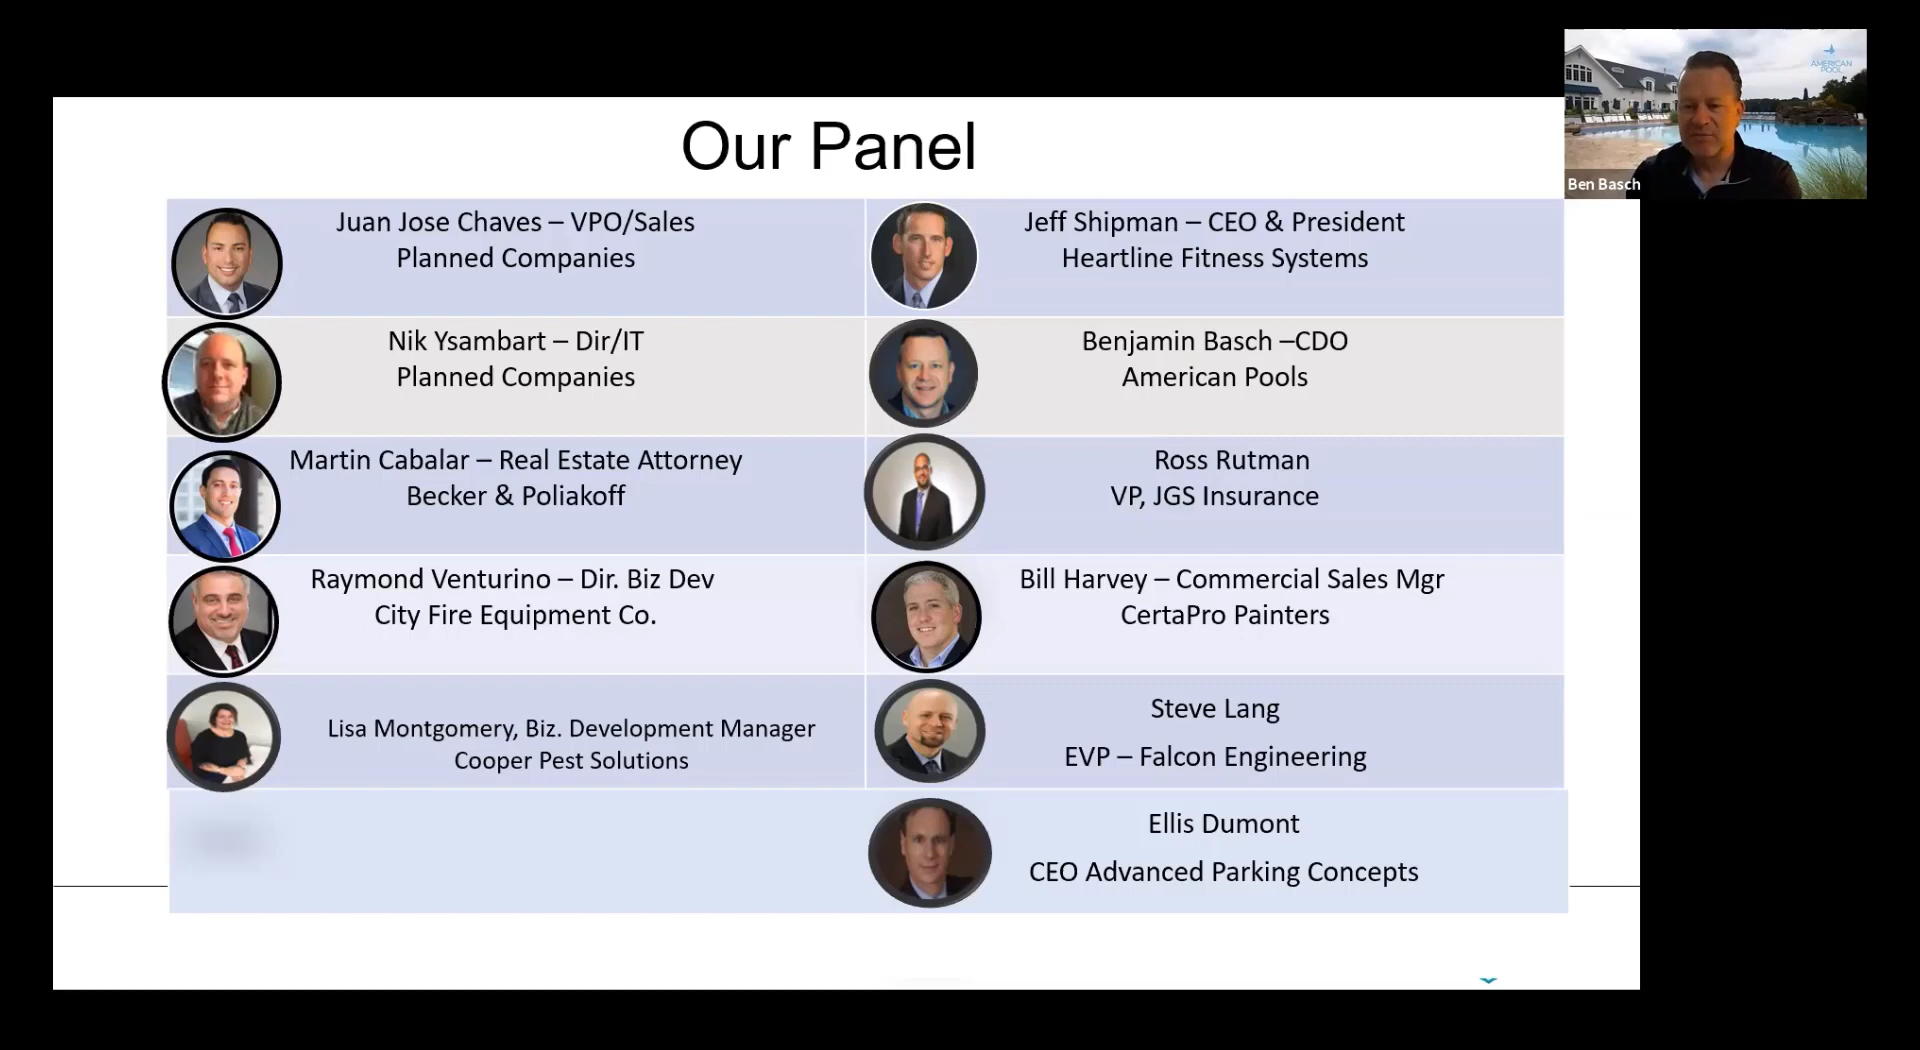 Our Panel
Juan Jose Chaves – VPO/Sales
Planned Companies
Jeff Shipman – CEO & President
Heartline Fitness Systems
Nik Ysambart – Dir/IT
Planned Companies
Benjamin Basch –CDO
American Pools
Martin Cabalar – Real Estate Attorney
Becker & Poliakoff
Ross Rutman
VP, JGS Insurance
Raymond Venturino – Dir. Biz Dev
City Fire Equipment Co.
Bill Harvey – Commercial Sales Mgr
CertaPro Painters
Lisa Montgomery, Biz. Development Manager
Cooper Pest Solutions
Steve Lang
EVP – Falcon Engineering
Ellis Dumont
CEO Advanced Parking Concepts
AMERICAN
POOL
Ben Basch